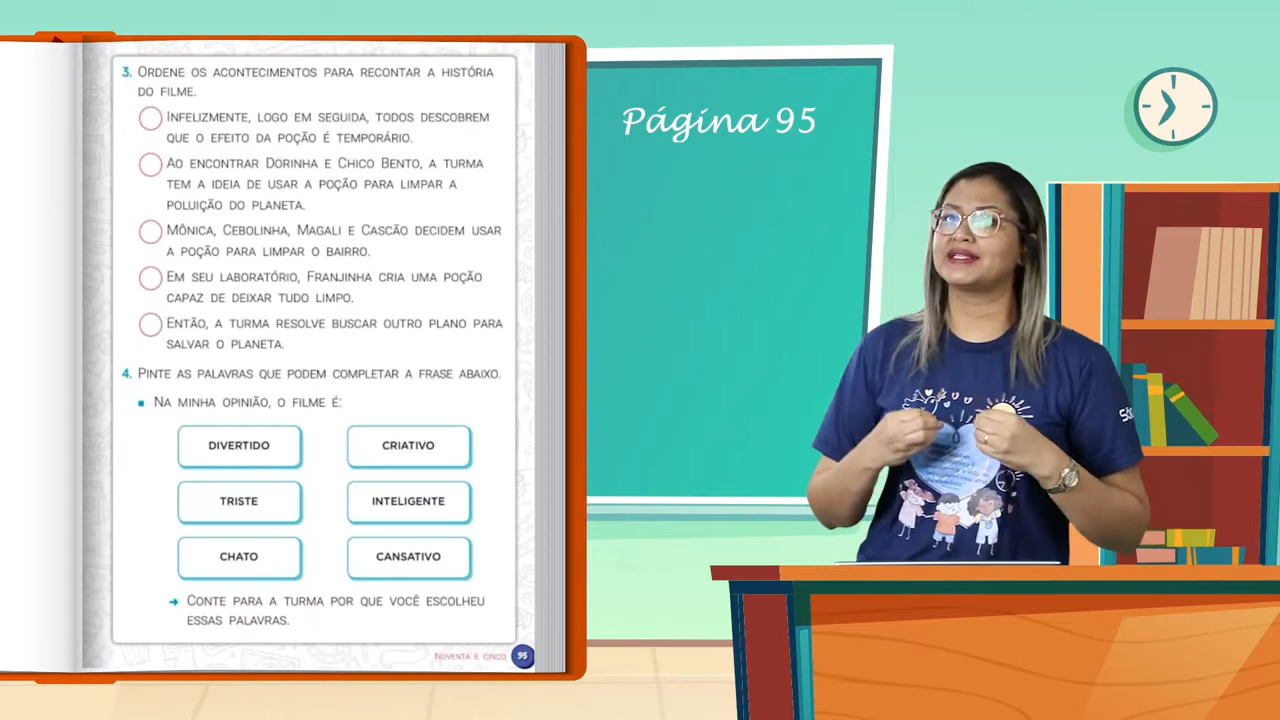 3. ORDENE OS ACONTECIMENTOS PARA RECONTAR A HISTÓRIA
DO FILME.
INFELIZMENTE, LOGO EM SEGUIDA, TODOS DESCOBREM
QUE O EFEITO DA POÇÃO É TEMPORÁRIO.
AO ENCONTRAR DORINHA E CHICO BENTO, A TURMA
TEM A IDEIA DE USAR A POÇÃO PARA LIMPAR A
POLUIÇÃO DO PLANETA.
MÔNICA, CEBOLINHA, MAGALI E CASCÃO DECIDEM USAR
A POÇÃO PARA LIMPAR O BAIRRO.
EM SEU LABORATÓRIO, FRANJINHA CRIA UMA POÇÃO
CAPAZ DE DEIXAR TUDO LIMPO.
ENTÃO, A TURMA RESOLVE BUSCAR OUTRO PLANO PARA
SALVAR O PLANETA.
4. PINTE AS PALAVRAS QUE PODEM COMPLETAR A FRASE ABAIXO.
▪ NA MINHA OPINIÃO, O FILME É:
DIVERTIDO CRIATIVO
TRISTE INTELIGENTE
CHATO CANSATIVO
➔ CONTE PARA A TURMA POR QUE VOCÊ ESCOLHEU
ESSAS PALAVRAS.
NOVENTA E CINCO 95
Página 95